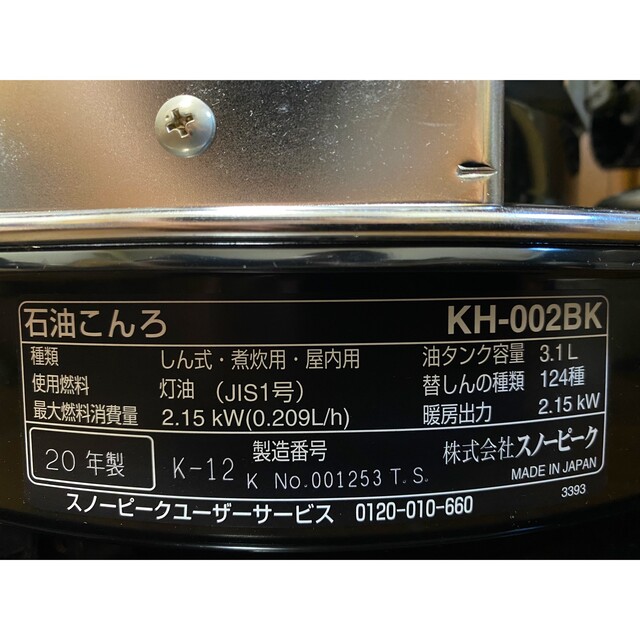 石油こんろ KH-002BK
種類 しん式・煮炊用・屋内用 油タンク容量 3.1L
使用燃料 灯油 (JIS1号) 替しんの種類 124種
最大燃料消費量 2.15 kW(0.209L/h) 暖房出力 2.15 kW
20 年製 製造番号 株式会社スノーピーク
K-12 K No.001253 T.S. MADE IN JAPAN
3393
スノーピークユーザーサービス 0120-010-660